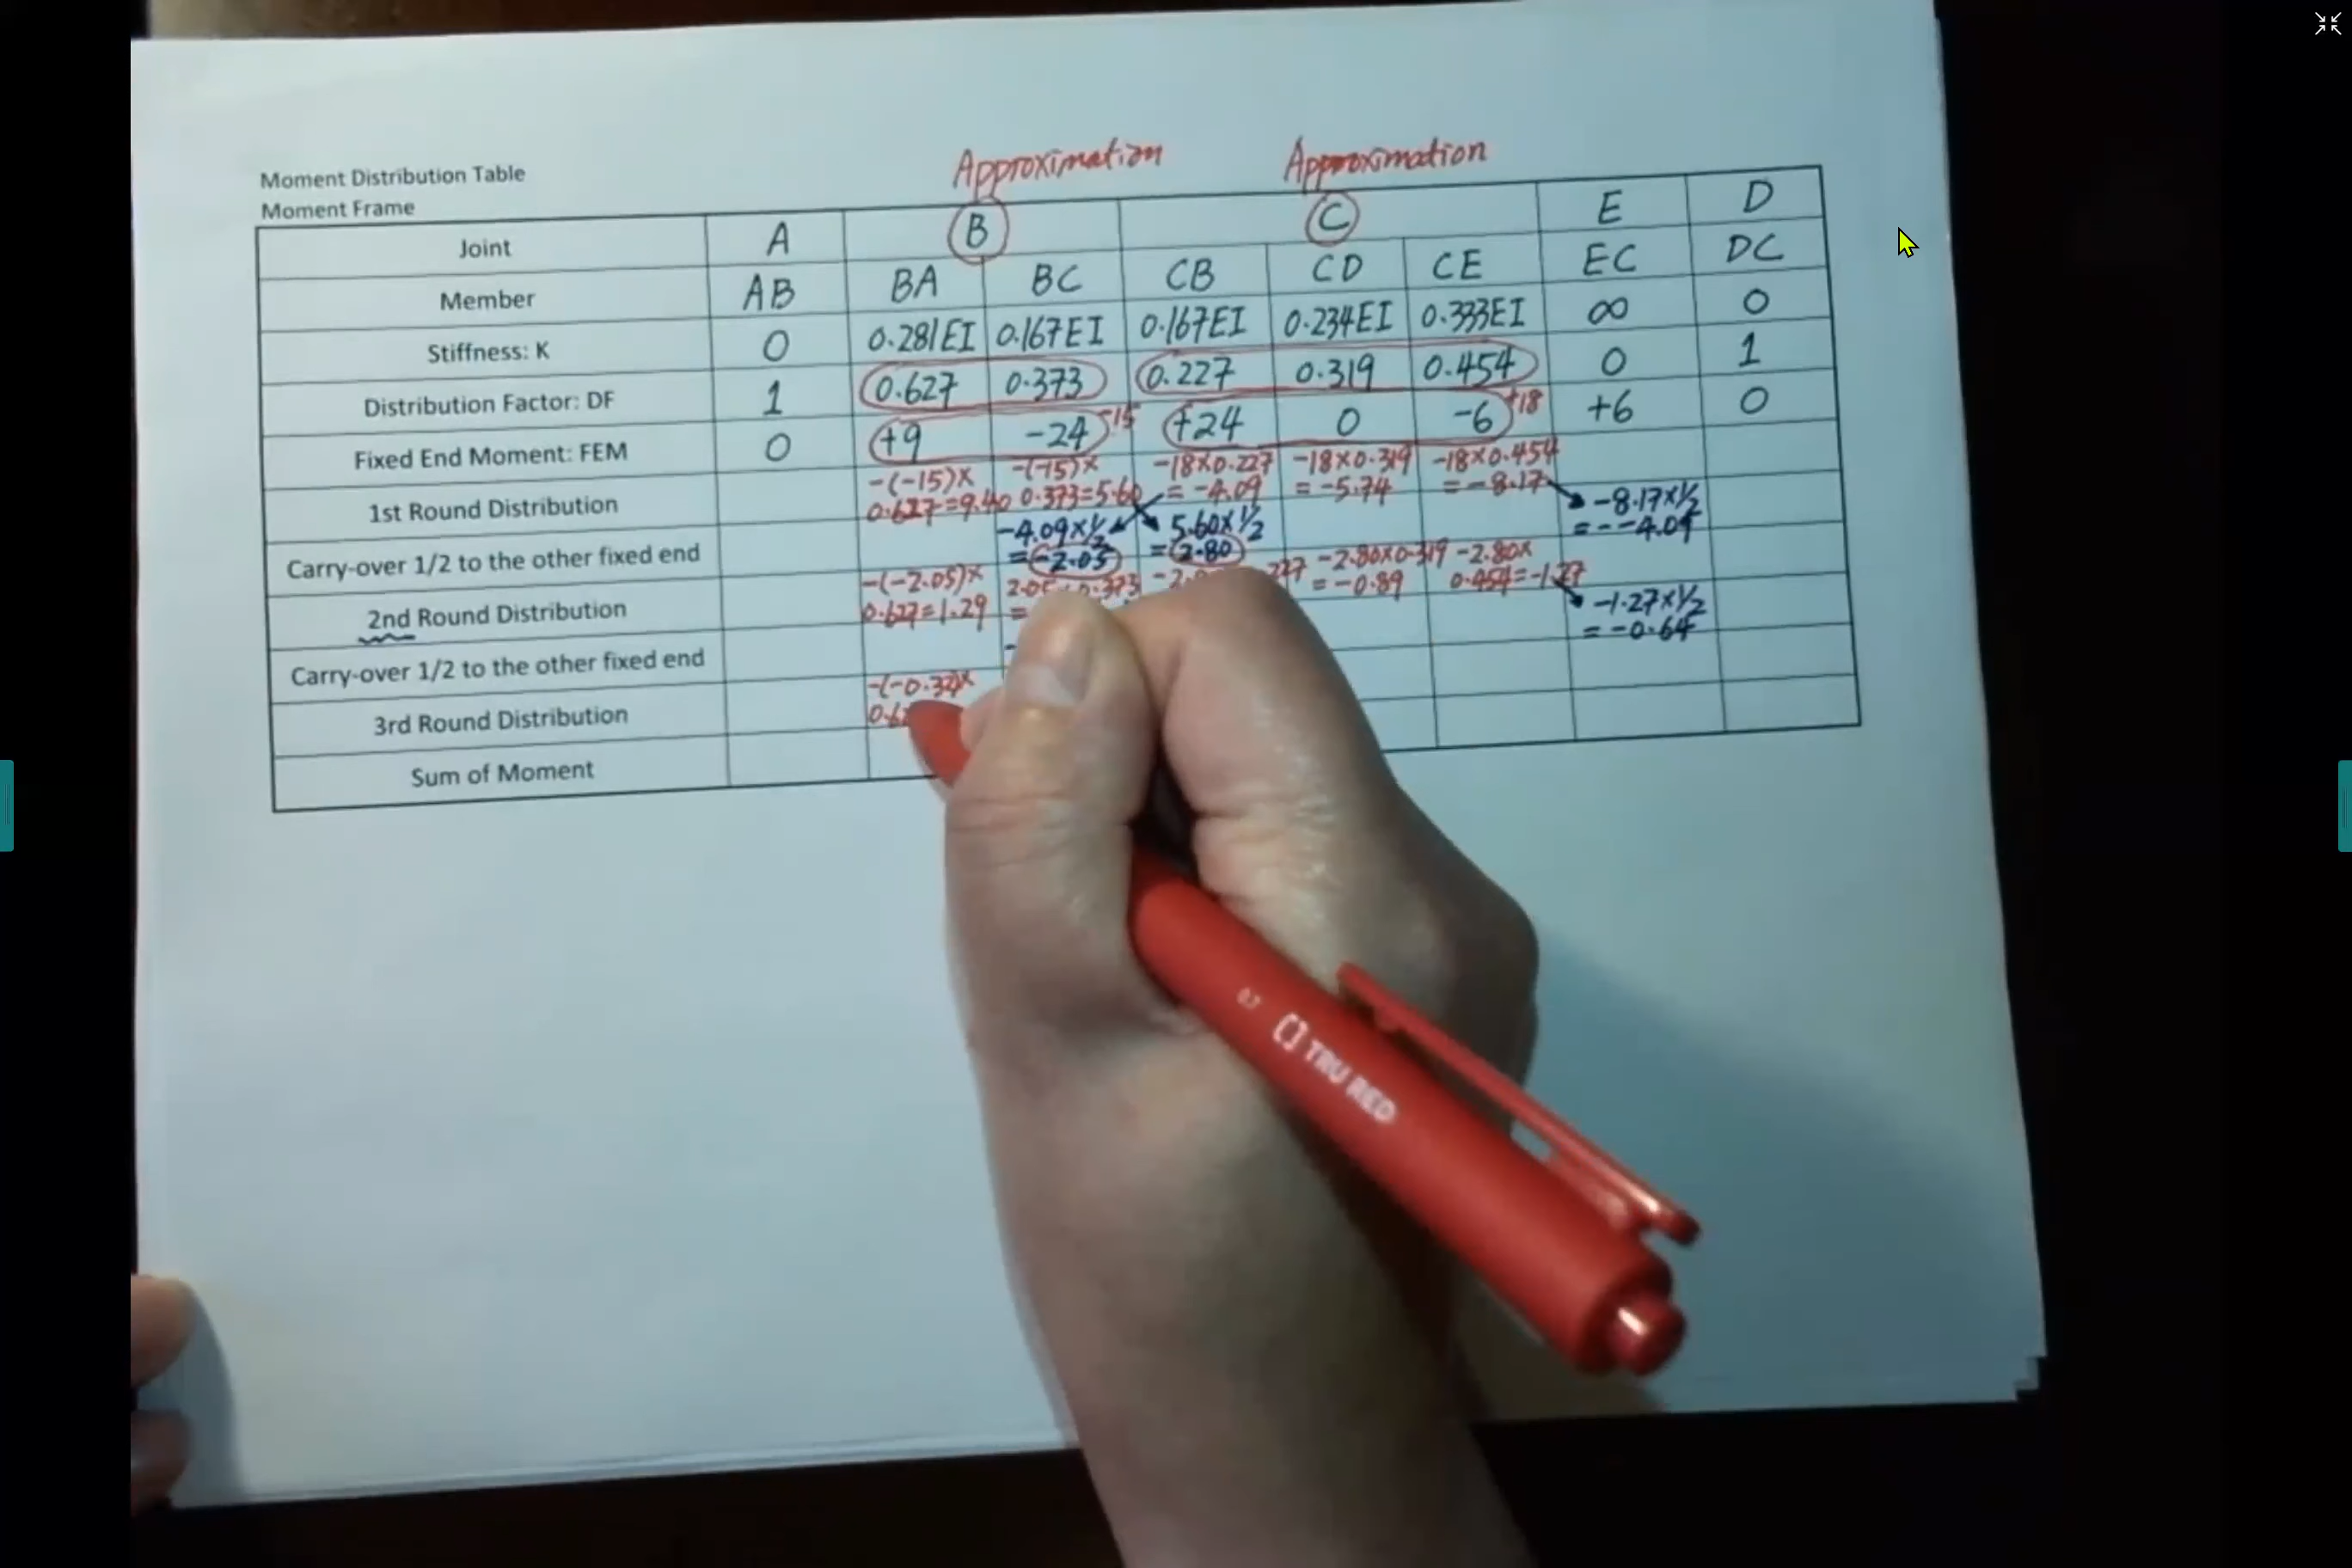 Approximation Approximation
Moment Distribution Table
Moment Frame
Joint A B C E D
Member AB BA BC CB CD CE EC DC
Stiffness: K 0 0.281EI 0.167EI 0.167EI 0.234EI 0.333EI ∞ 0
Distribution Factor: DF 1 0.627 0.373 0.227 0.319 0.454 0 1
Fixed End Moment: FEM 0 +9 -24 -15 +24 0 -6 +18 +6 0
1st Round Distribution
-(-15)×
0.627=9.40
-(-15)×
0.373=5.60
-18×0.227
= -4.09
-18×0.319
= -5.74
-18×0.454
= -8.17
Carry-over 1/2 to the other fixed end
-4.09×1/2
= -2.05
5.60×1/2
= 2.80
-8.17×1/2
= --4.09
2nd Round Distribution
-(-2.05)×
0.627=1.29
2.05×0.373
=
-2.80×0.319
= -0.89
-2.80×
0.454=-1.27
Carry-over 1/2 to the other fixed end
-1.27×1/2
= -0.64
3rd Round Distribution
-(-0.32)×
Sum of Moment
0.7 TRU RED